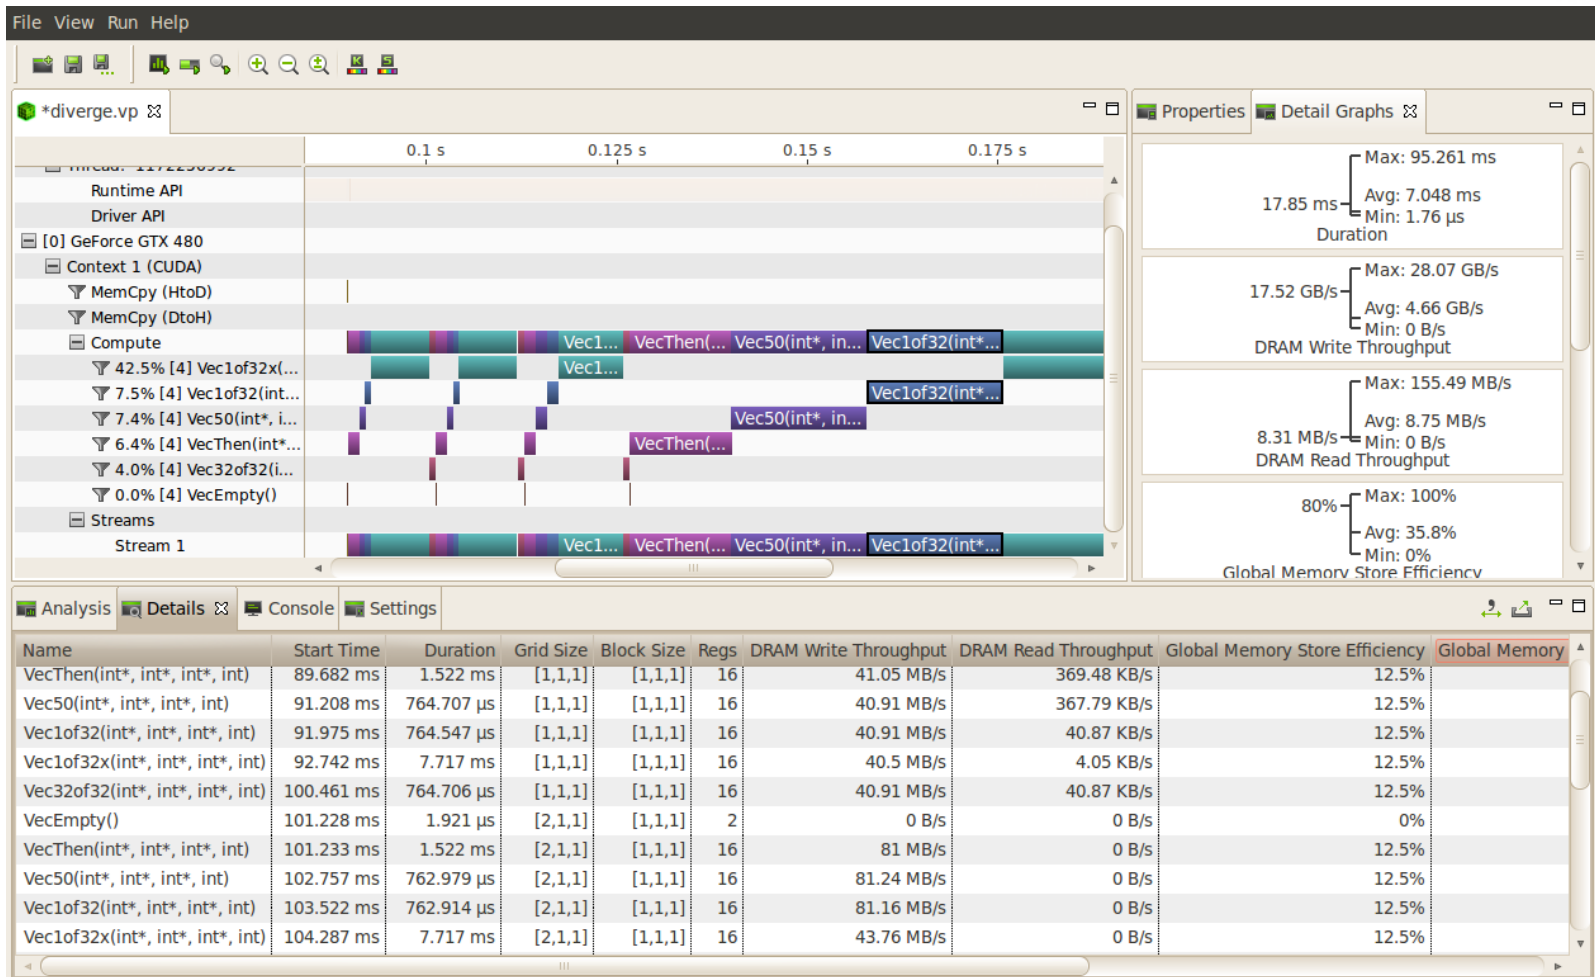 File View Run Help
*diverge.vp
Properties Detail Graphs
0.1 s 0.125 s 0.15 s 0.175 s
Runtime API
Driver API
[0] GeForce GTX 480
Context 1 (CUDA)
MemCpy (HtoD)
MemCpy (DtoH)
Compute Vec1... VecThen(... Vec50(int*, in... Vec1of32(int*...
42.5% [4] Vec1of32x(... Vec1...
7.5% [4] Vec1of32(int... Vec1of32(int*...
7.4% [4] Vec50(int*, i... Vec50(int*, in...
6.4% [4] VecThen(int*... VecThen(...
4.0% [4] Vec32of32(i...
0.0% [4] VecEmpty()
Streams
Stream 1 Vec1... VecThen(... Vec50(int*, in... Vec1of32(int*...
Max: 95.261 ms
17.85 ms Avg: 7.048 ms
Min: 1.76 µs
Duration
Max: 28.07 GB/s
17.52 GB/s
Avg: 4.66 GB/s
Min: 0 B/s
DRAM Write Throughput
Max: 155.49 MB/s
Avg: 8.75 MB/s
8.31 MB/s Min: 0 B/s
DRAM Read Throughput
80% Max: 100%
Avg: 35.8%
Min: 0%
Global Memory Store Efficiency
Analysis Details Console Settings
Name Start Time Duration Grid Size Block Size Regs DRAM Write Throughput DRAM Read Throughput Global Memory Store Efficiency Global Memory
VecThen(int*, int*, int*, int) 89.682 ms 1.522 ms [1,1,1] [1,1,1] 16 41.05 MB/s 369.48 KB/s 12.5%
Vec50(int*, int*, int*, int) 91.208 ms 764.707 µs [1,1,1] [1,1,1] 16 40.91 MB/s 367.79 KB/s 12.5%
Vec1of32(int*, int*, int*, int) 91.975 ms 764.547 µs [1,1,1] [1,1,1] 16 40.91 MB/s 40.87 KB/s 12.5%
Vec1of32x(int*, int*, int*, int) 92.742 ms 7.717 ms [1,1,1] [1,1,1] 16 40.5 MB/s 4.05 KB/s 12.5%
Vec32of32(int*, int*, int*, int) 100.461 ms 764.706 µs [1,1,1] [1,1,1] 16 40.91 MB/s 40.87 KB/s 12.5%
VecEmpty() 101.228 ms 1.921 µs [2,1,1] [1,1,1] 2 0 B/s 0 B/s 0%
VecThen(int*, int*, int*, int) 101.233 ms 1.522 ms [2,1,1] [1,1,1] 16 81 MB/s 0 B/s 12.5%
Vec50(int*, int*, int*, int) 102.757 ms 762.979 µs [2,1,1] [1,1,1] 16 81.24 MB/s 0 B/s 12.5%
Vec1of32(int*, int*, int*, int) 103.522 ms 762.914 µs [2,1,1] [1,1,1] 16 81.16 MB/s 0 B/s 12.5%
Vec1of32x(int*, int*, int*, int) 104.287 ms 7.717 ms [2,1,1] [1,1,1] 16 43.76 MB/s 0 B/s 12.5%